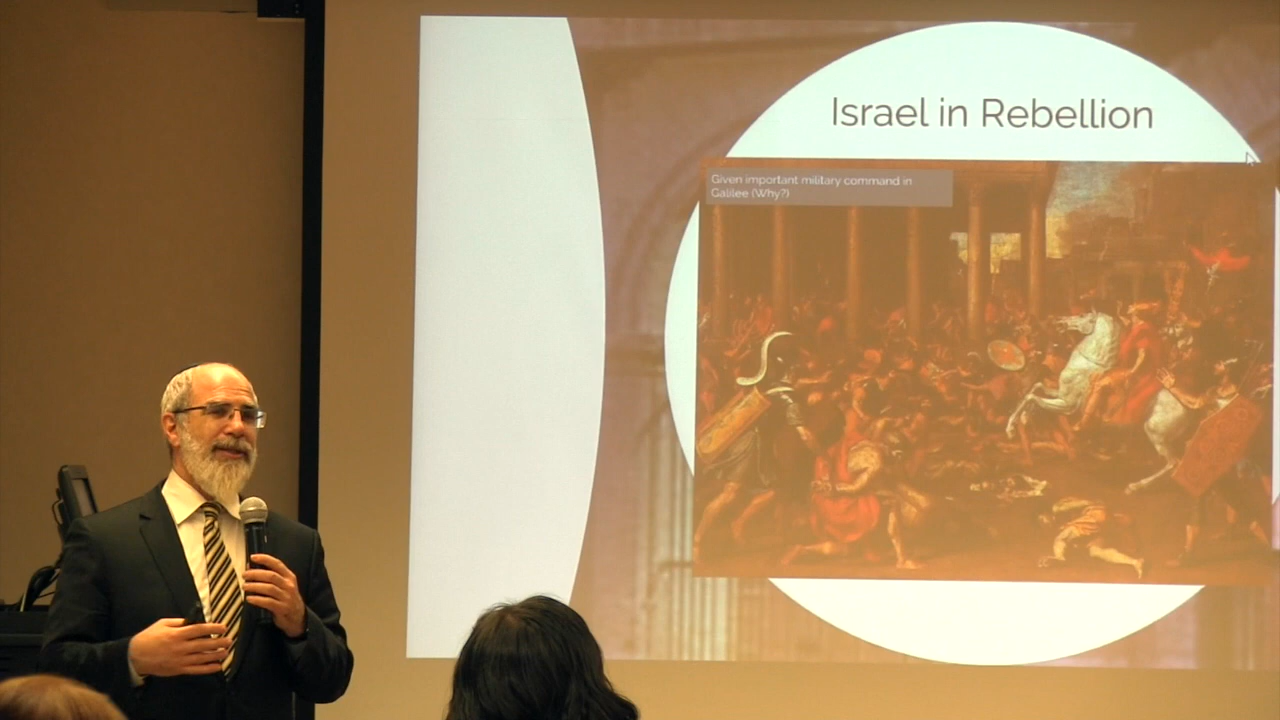 Israel in Rebellion
Given important military command in
Galilee (Why?)